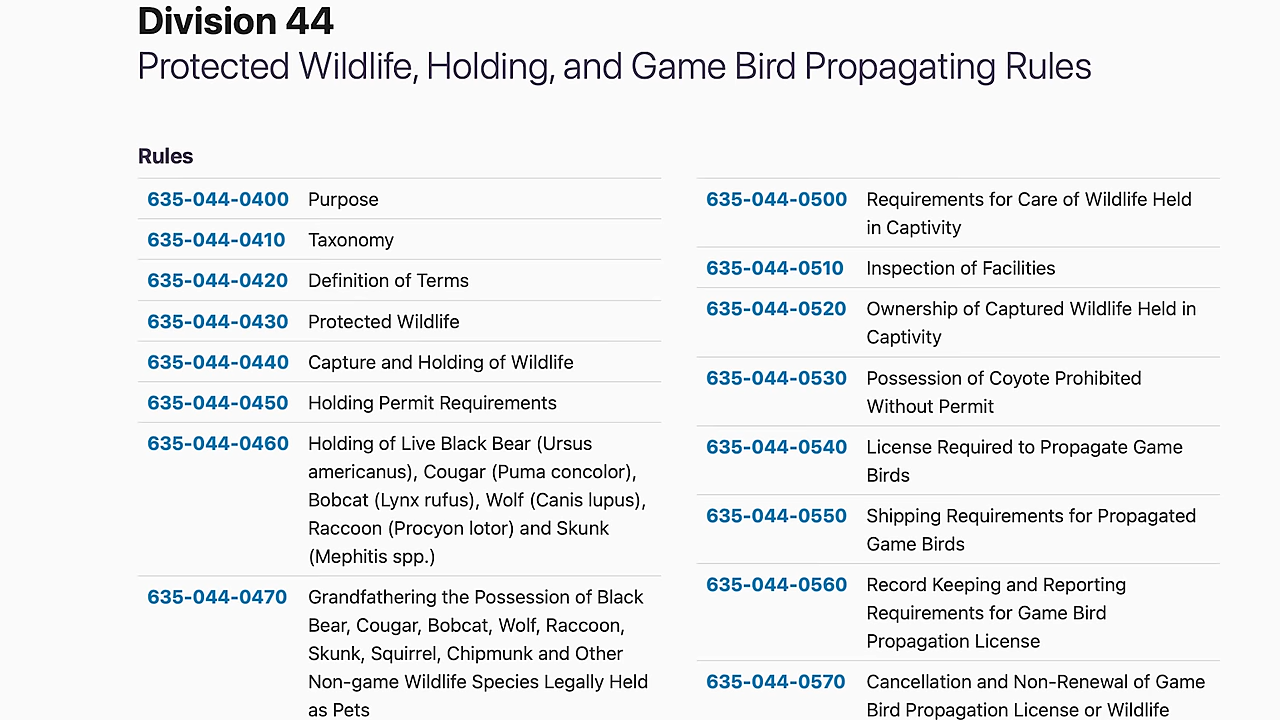 Division 44
Protected Wildlife, Holding, and Game Bird Propagating Rules
Rules
635-044-0400 Purpose
635-044-0410 Taxonomy
635-044-0420 Definition of Terms
635-044-0430 Protected Wildlife
635-044-0440 Capture and Holding of Wildlife
635-044-0450 Holding Permit Requirements
635-044-0460 Holding of Live Black Bear (Ursus
americanus), Cougar (Puma concolor),
Bobcat (Lynx rufus), Wolf (Canis lupus),
Raccoon (Procyon lotor) and Skunk
(Mephitis spp.)
635-044-0470 Grandfathering the Possession of Black
Bear, Cougar, Bobcat, Wolf, Raccoon,
Skunk, Squirrel, Chipmunk and Other
Non-game Wildlife Species Legally Held
as Pets
635-044-0500 Requirements for Care of Wildlife Held
in Captivity
635-044-0510 Inspection of Facilities
635-044-0520 Ownership of Captured Wildlife Held in
Captivity
635-044-0530 Possession of Coyote Prohibited
Without Permit
635-044-0540 License Required to Propagate Game
Birds
635-044-0550 Shipping Requirements for Propagated
Game Birds
635-044-0560 Record Keeping and Reporting
Requirements for Game Bird
Propagation License
635-044-0570 Cancellation and Non-Renewal of Game
Bird Propagation License or Wildlife